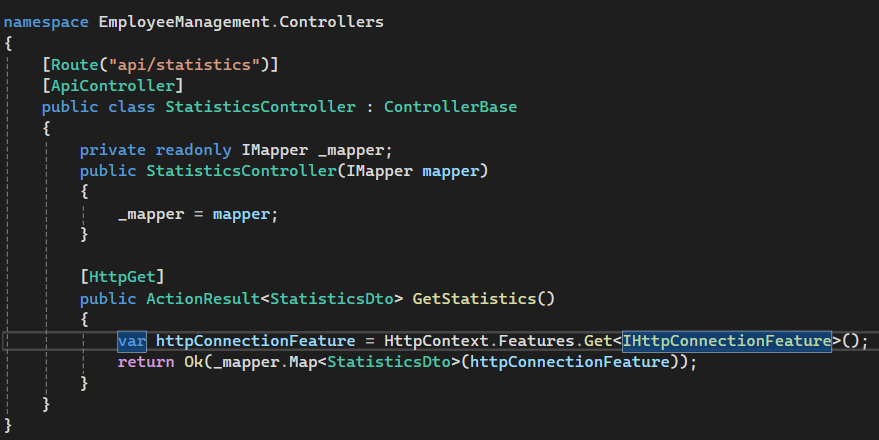 namespace EmployeeManagement.Controllers
{
    [Route("api/statistics")]
    [ApiController]
    public class StatisticsController : ControllerBase
    {
        private readonly IMapper _mapper;
        public StatisticsController(IMapper mapper)
        {
            _mapper = mapper;
        }

        [HttpGet]
        public ActionResult<StatisticsDto> GetStatistics()
        {
            var httpConnectionFeature = HttpContext.Features.Get<IHttpConnectionFeature>();
            return Ok(_mapper.Map<StatisticsDto>(httpConnectionFeature));
        }
    }
}